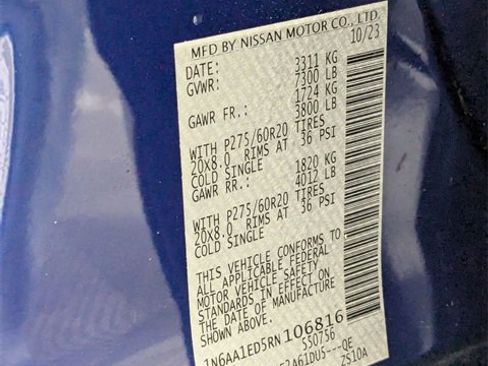 MFD BY NISSAN MOTOR CO., LTD.
DATE: 10/23
GVWR: 3311 KG
7300 LB
GAWR FR.: 1724 KG
3800 LB
WITH P275/60R20 TIRES
20X8.0 RIMS AT 36 PSI
COLD SINGLE
GAWR RR.: 1820 KG
4012 LB
WITH P275/60R20 TIRES
20X8.0 RIMS AT 36 PSI
COLD SINGLE
THIS VEHICLE CONFORMS TO
ALL APPLICABLE FEDERAL
MOTOR VEHICLE SAFETY
STANDARDS IN EFFECT ON
THE DATE OF MANUFACTURE
SHOWN ABOVE.
1N6AA1ED5RN106816
550756
2A61DU5---QE
ZS10A